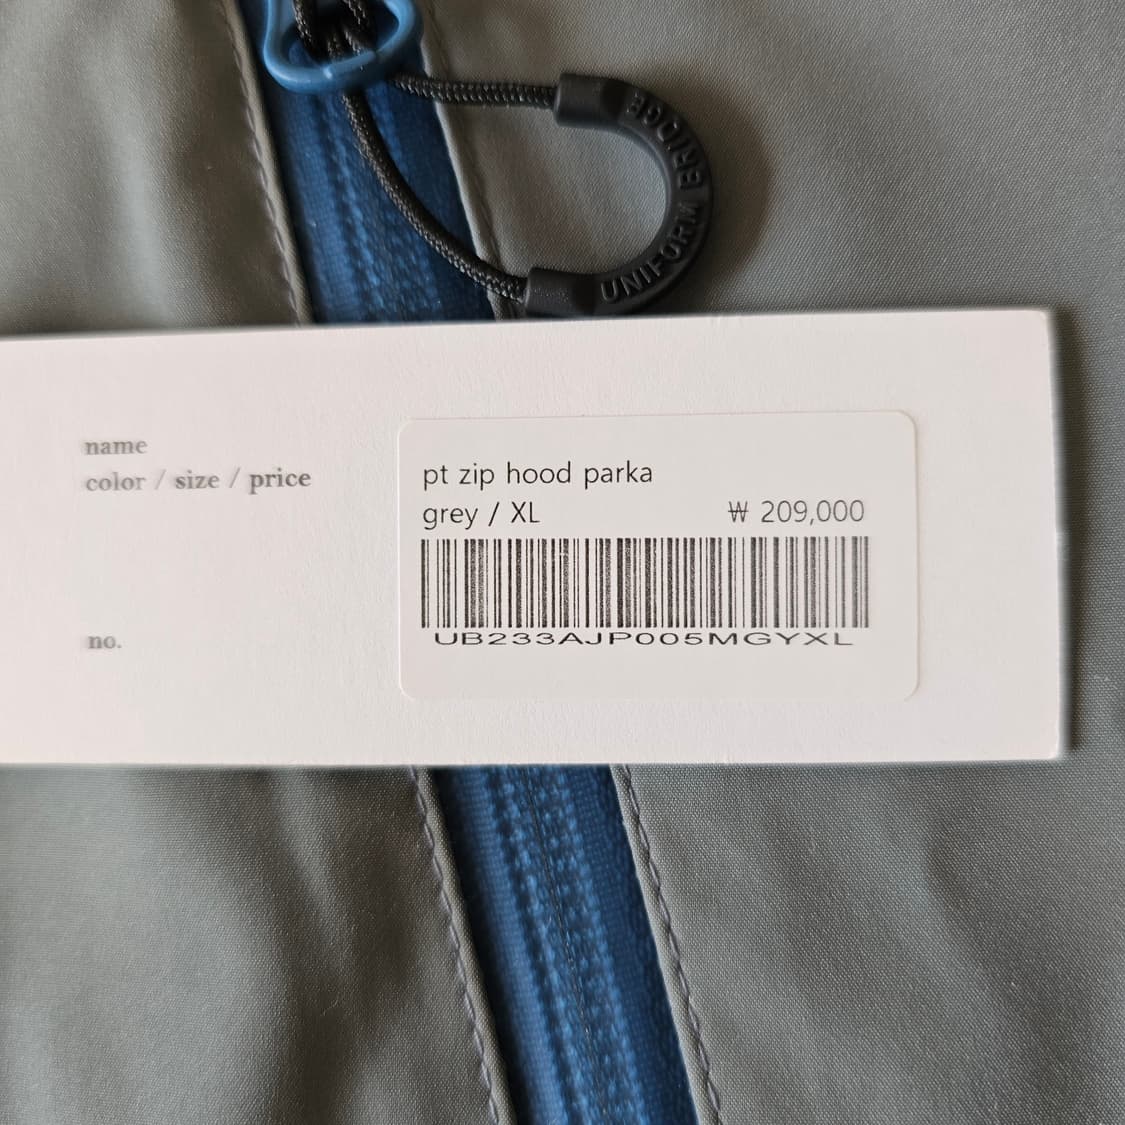 UNIFORM BRIDGE
name
color / size / price
pt zip hood parka
grey / XL ₩ 209,000
no.
UB233AJP005MGYXL